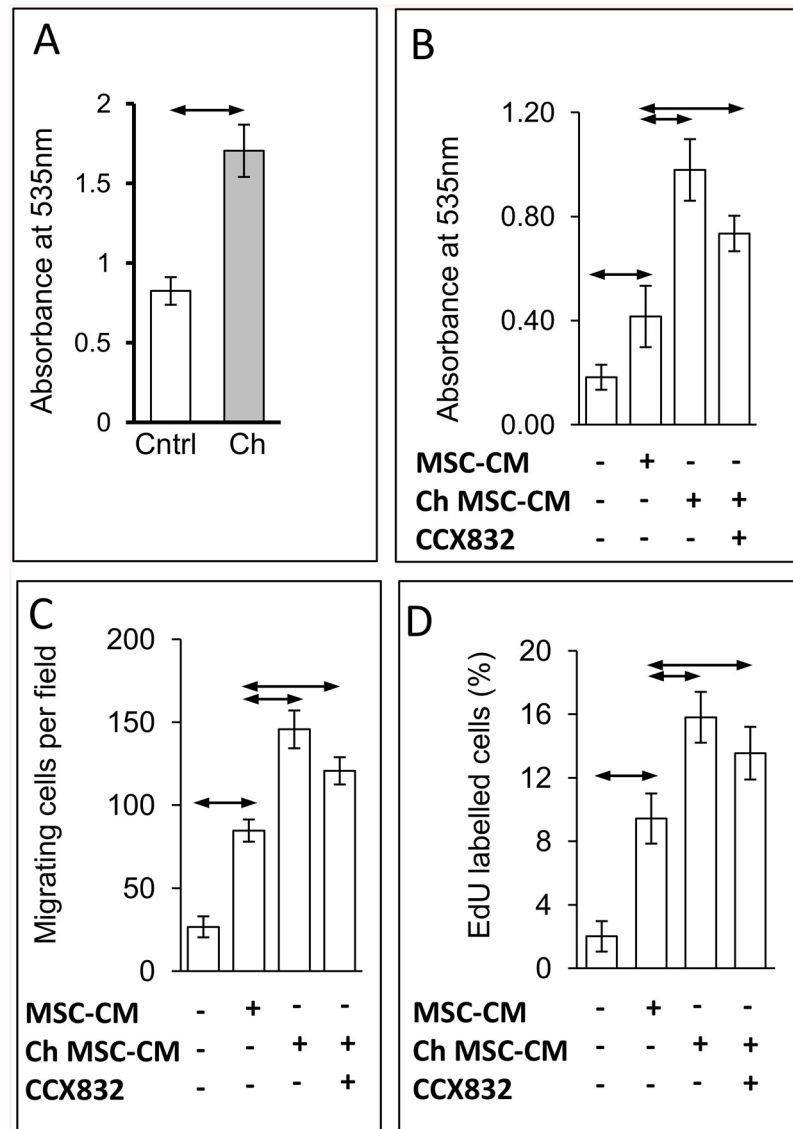 A
Absorbance at 535nm
2
1.5
1
0.5
0
Cntrl Ch
B
Absorbance at 535nm
1.20
0.80
0.40
0.00
MSC-CM - + - -
Ch MSC-CM - - + +
CCX832 - - - +
C
Migrating cells per field
200
150
100
50
0
MSC-CM - + - -
Ch MSC-CM - - + +
CCX832 - - - +
D
EdU labelled cells (%)
20
16
12
8
4
0
MSC-CM - + - -
Ch MSC-CM - - + +
CCX832 - - - +